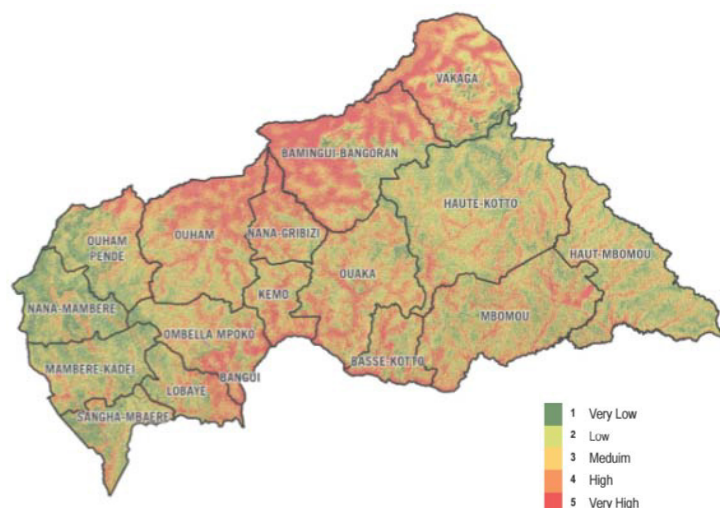 VAKAGA
BAMINGUI-BANGORAN
HAUTE-KOTTO
OUHAM
PENDE
OUHAM
NANA-GRIBIZI
HAUT-MBOMOU
OUAKA
NANA-MAMBERE
KEMO
MBOMOU
OMBELLA MPOKO
BASSE-KOTTO
MAMBERE-KADEI
BANGUI
LOBAYE
SANGHA-MBAERE
1 Very Low
2 Low
3 Meduim
4 High
5 Very High